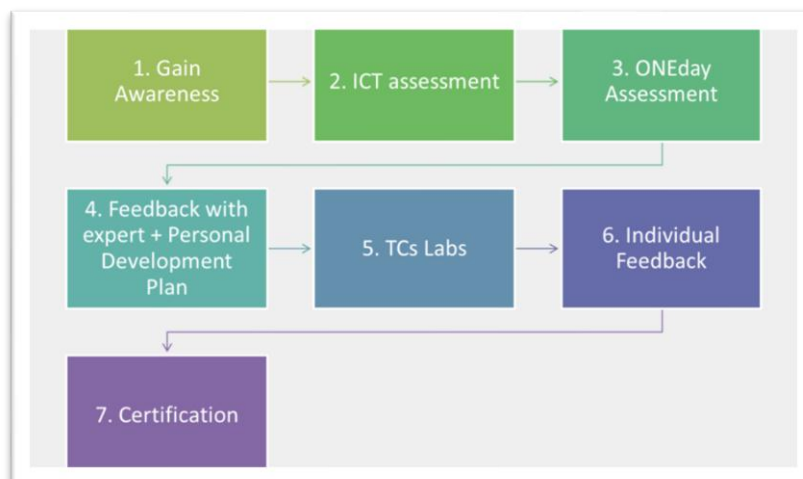 1. Gain
Awareness
2. ICT assessment
3. ONEday
Assessment
4. Feedback with
expert + Personal
Development
Plan
5. TCs Labs
6. Individual
Feedback
7. Certification